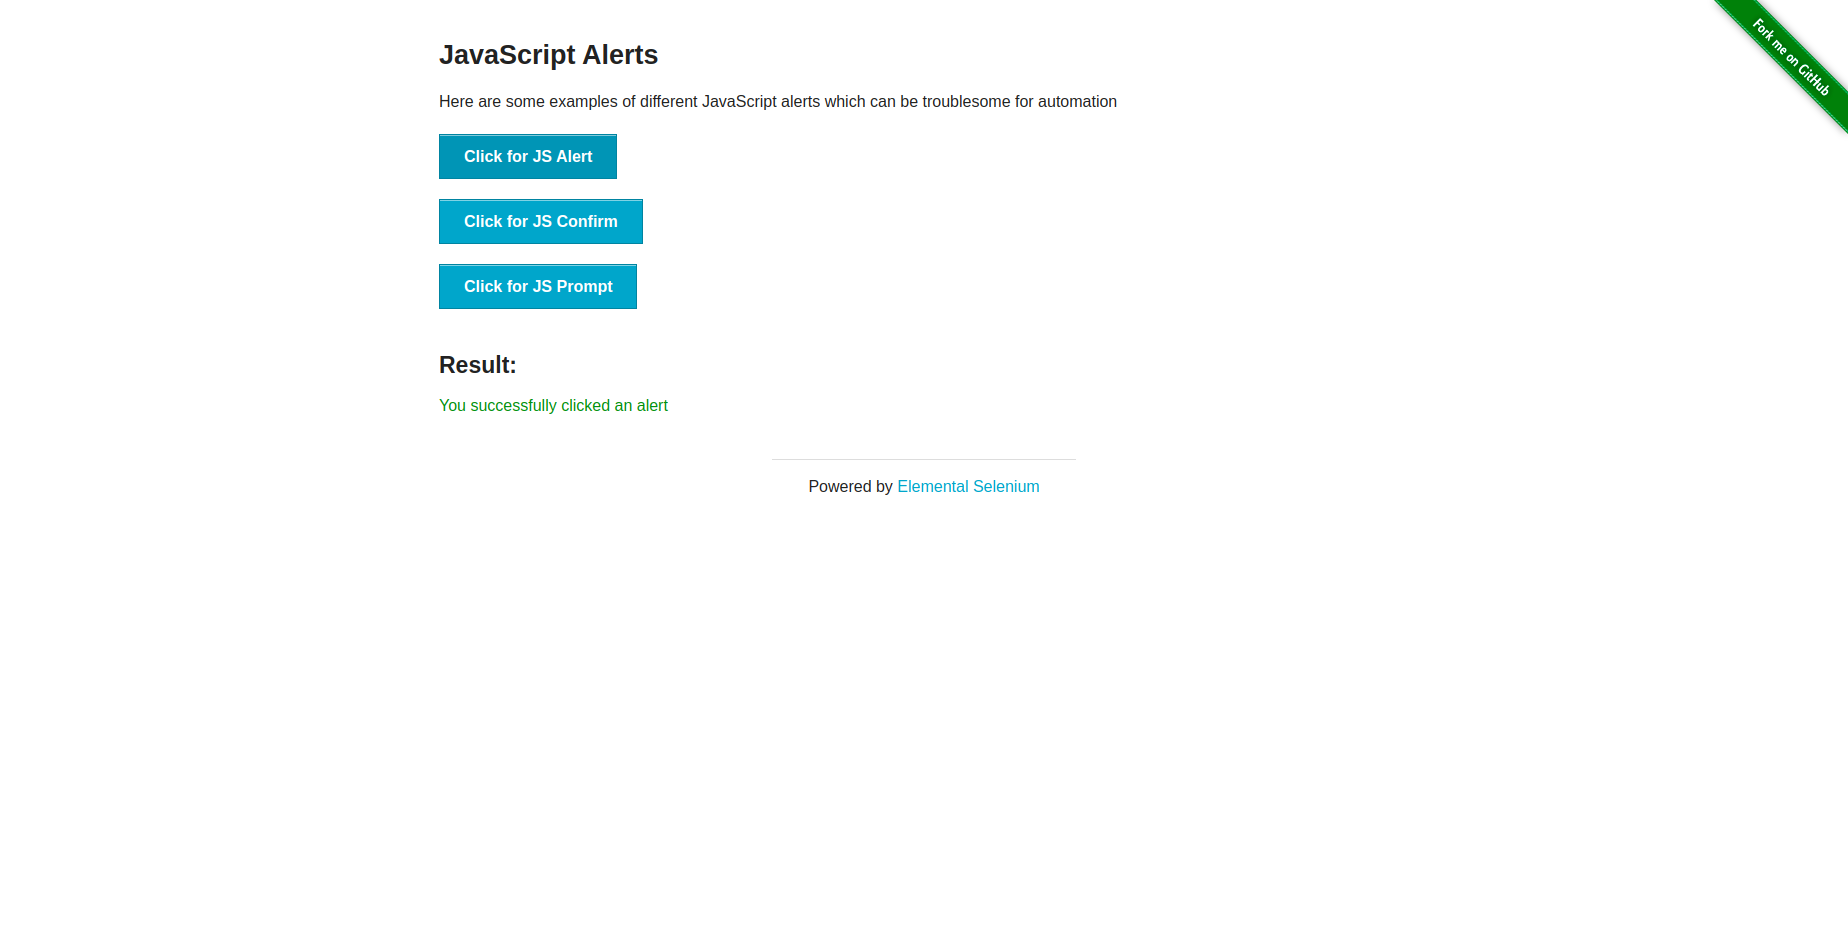 Fork me on GitHub
JavaScript Alerts
Here are some examples of different JavaScript alerts which can be troublesome for automation
Click for JS Alert
Click for JS Confirm
Click for JS Prompt
Result:
You successfully clicked an alert
Powered by Elemental Selenium